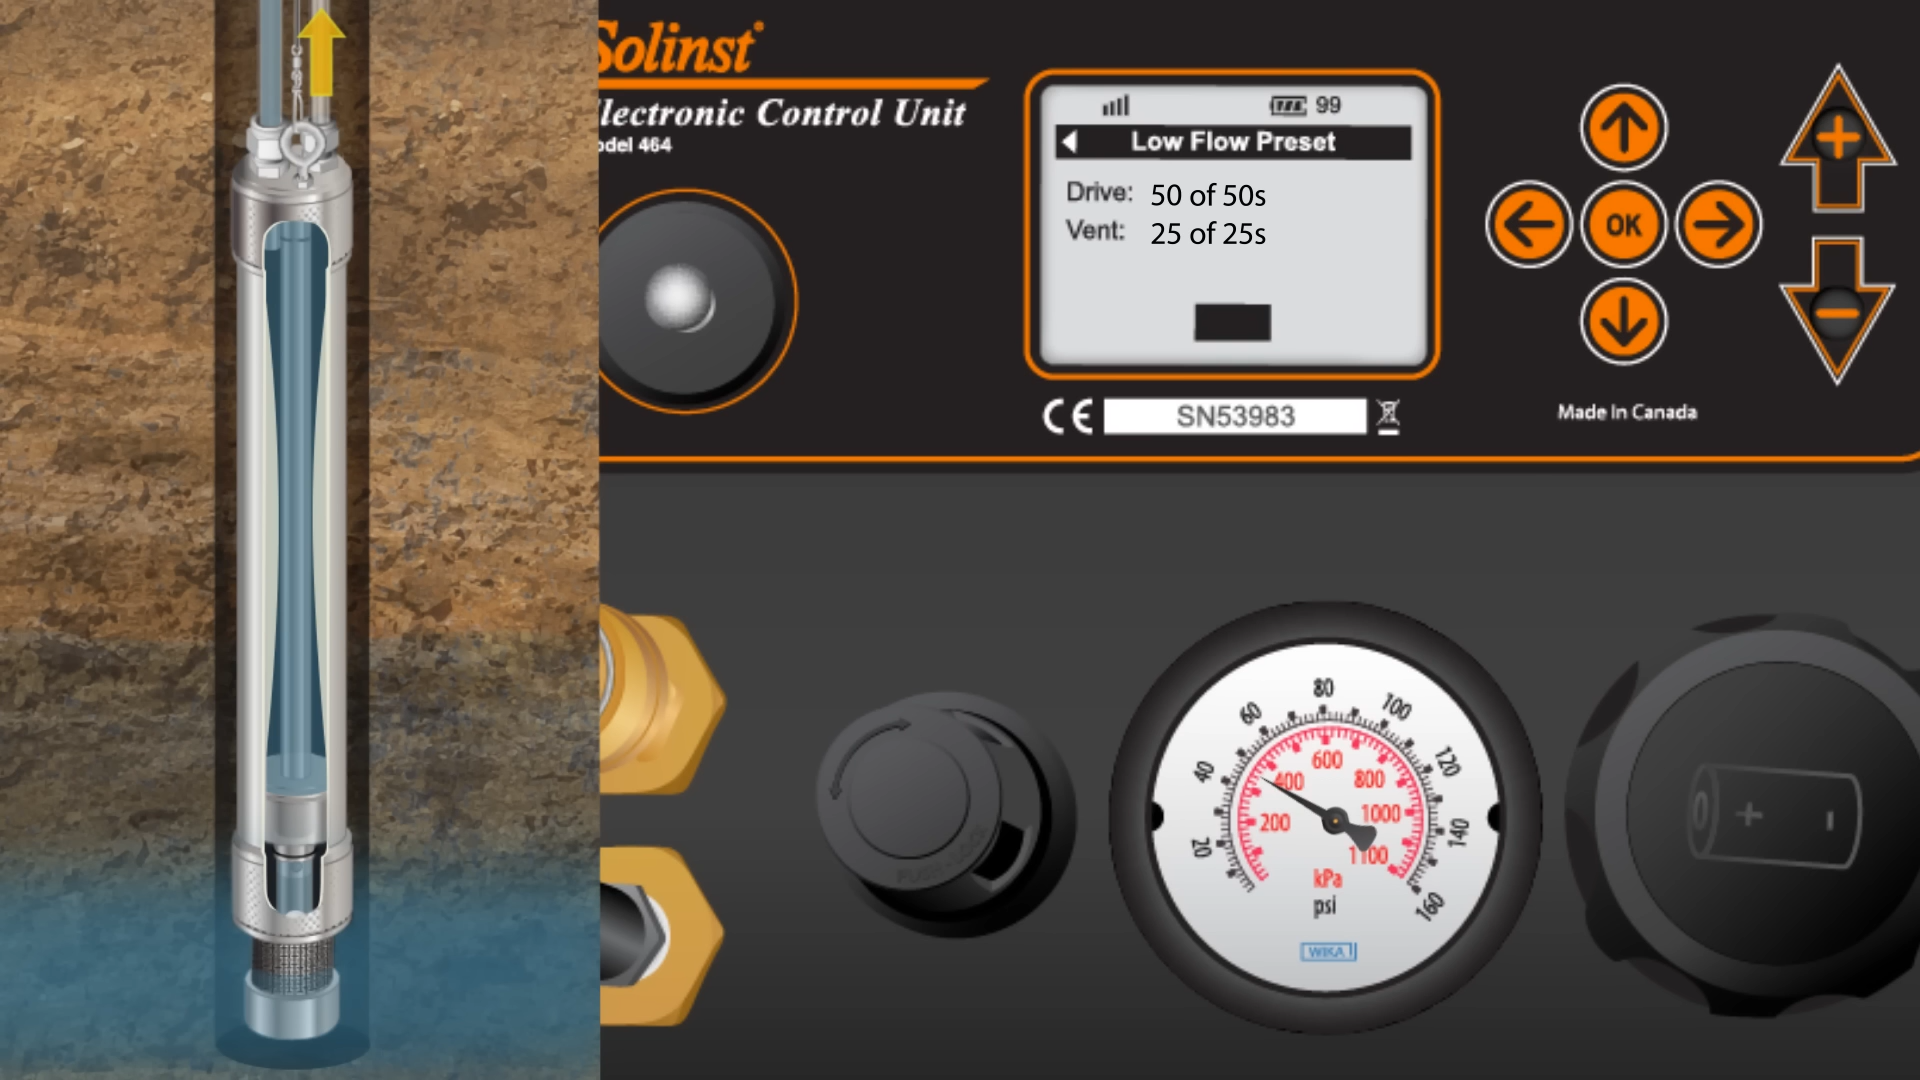 Solinst
lectronic Control Unit
odel 464
99
Low Flow Preset
Drive: 50 of 50s
Vent: 25 of 25s
OK
SN53983
Made In Canada
20
40
60
80
100
120
140
160
200
400
600
800
1000
1100
kPa
psi
WIKA
+
-